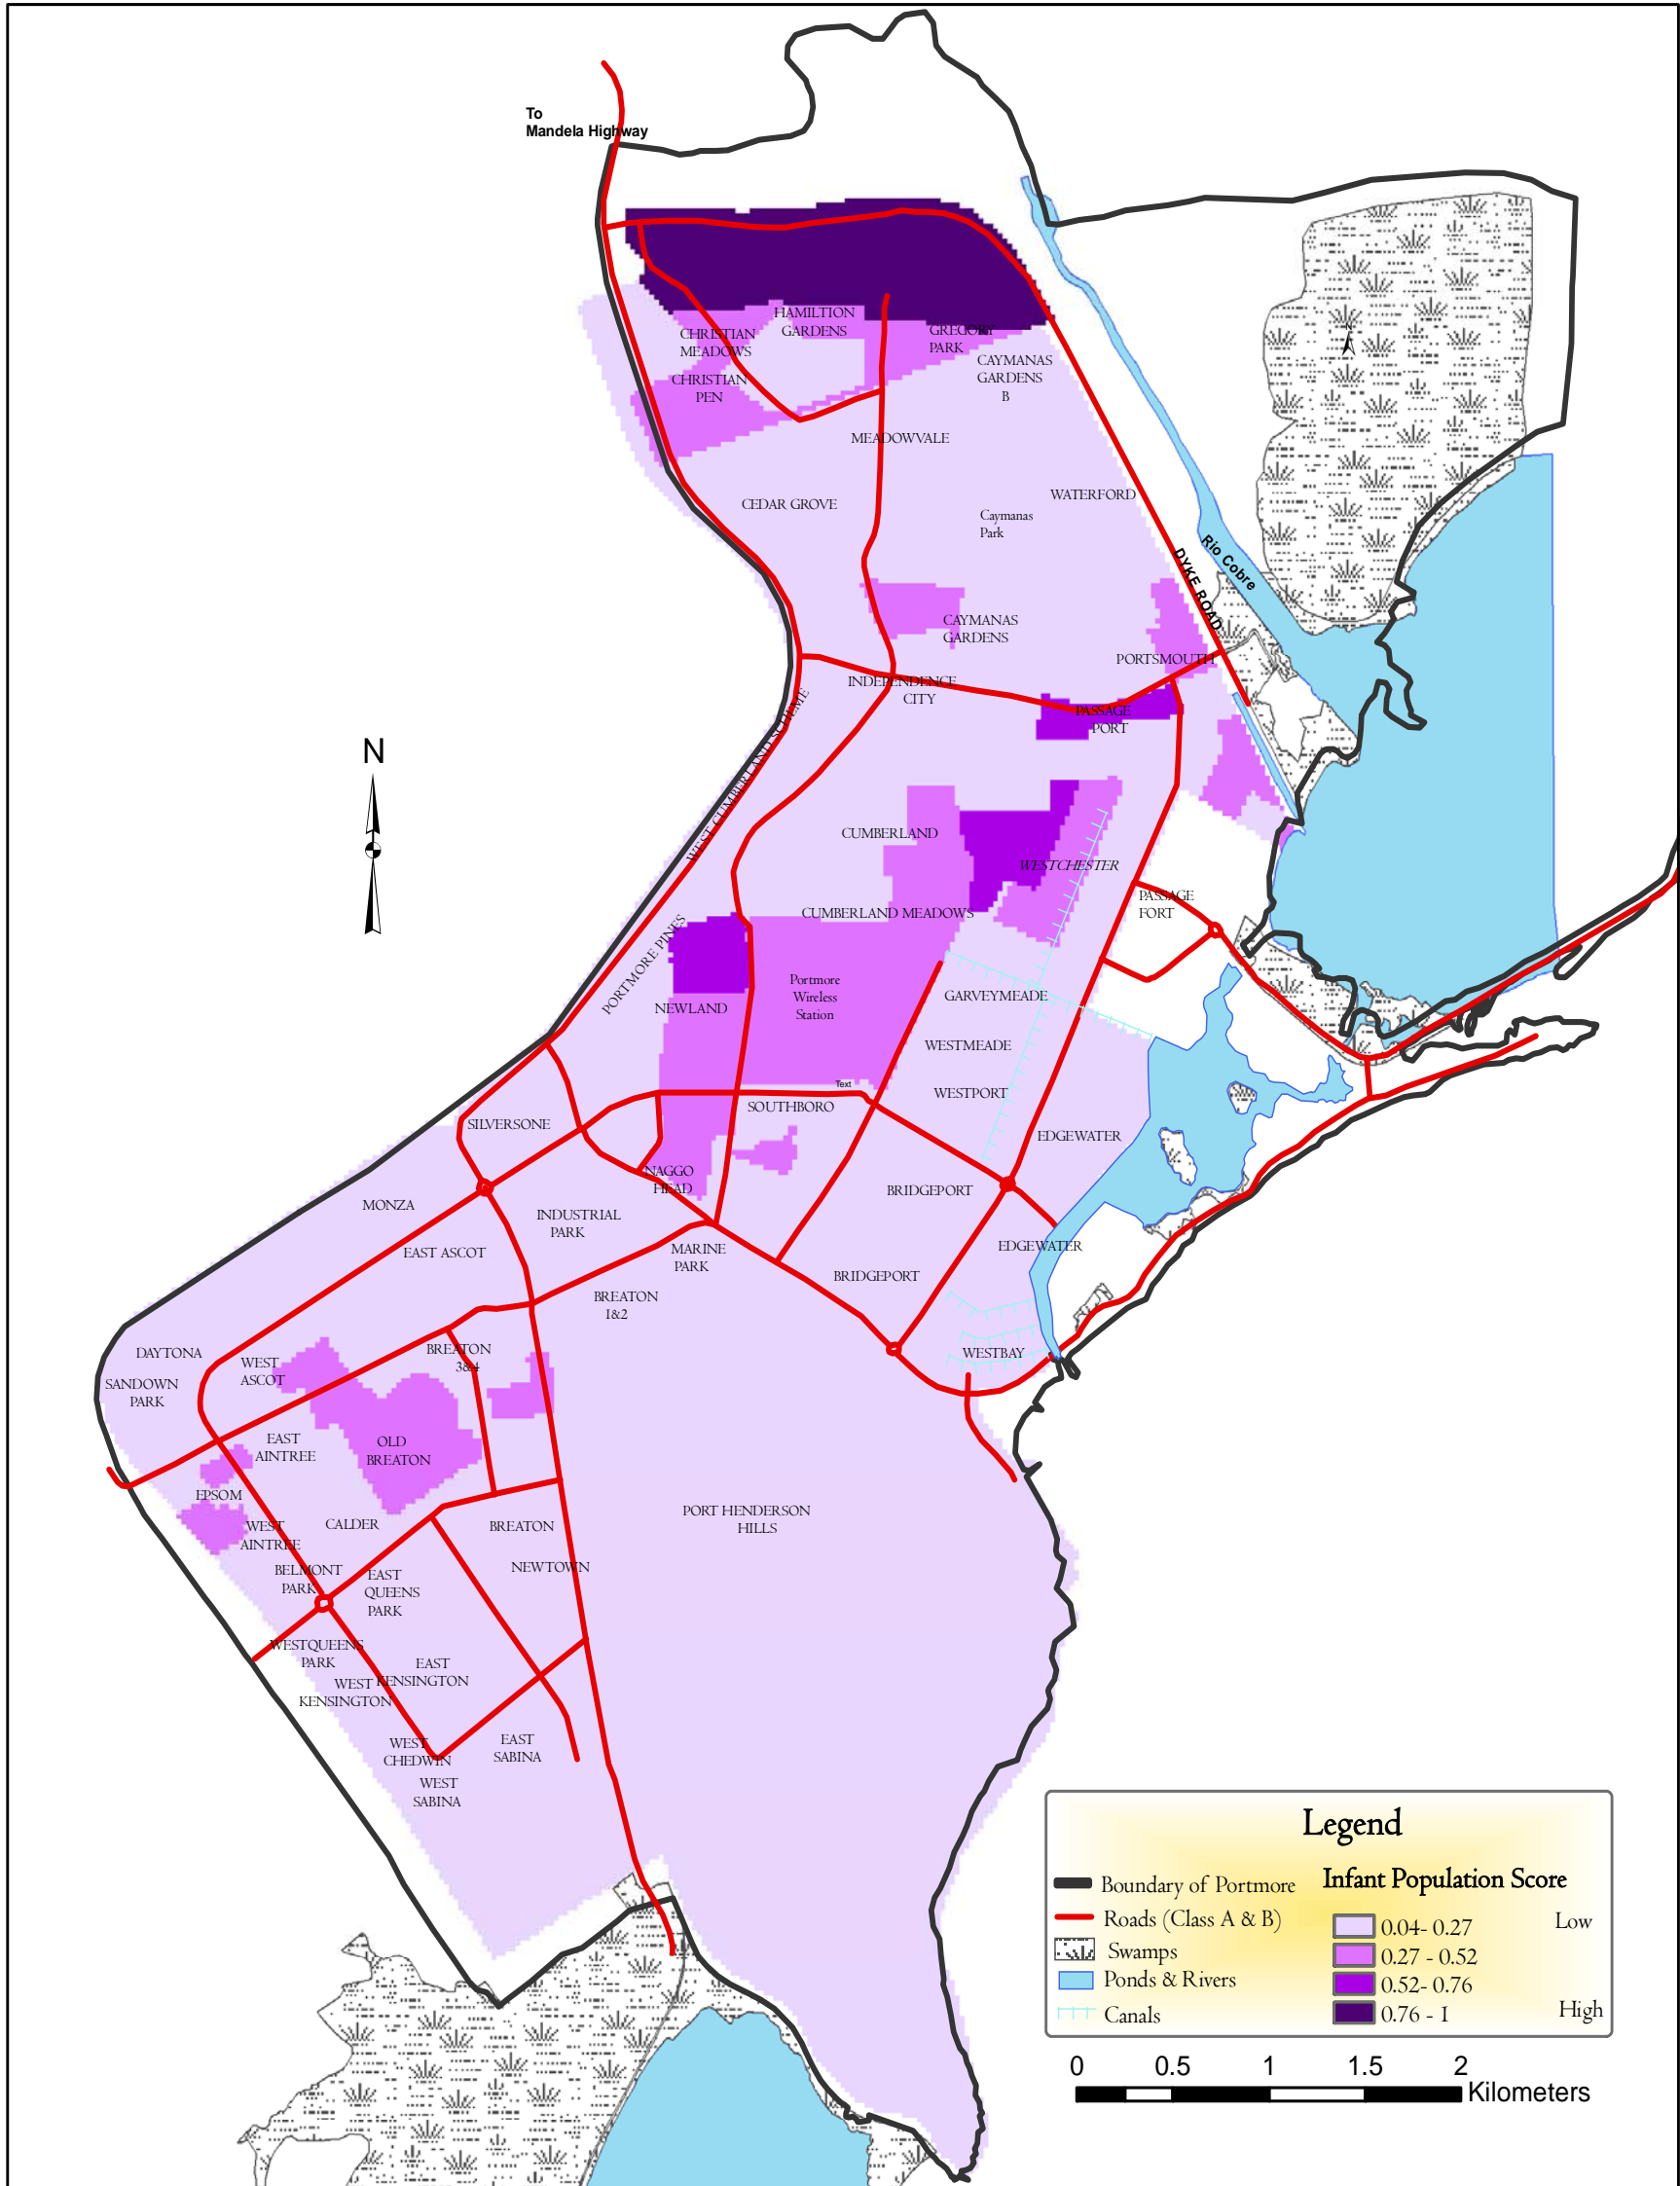 To
Mandela Highway
HAMILTION
GARDENS
CHRISTIAN
MEADOWS
GREGORY
PARK
CAYMANAS
GARDENS
B
CHRISTIAN
PEN
N
MEADOWVALE
CEDAR GROVE
WATERFORD
Caymanas
Park
DYKE ROAD
Rio Cobre
CAYMANAS
GARDENS
PORTSMOUTH
INDEPENDENCE
CITY
PASSAGE
PORT
WEST CUMBERLAND SCHEME
N
CUMBERLAND
WESTCHESTER
PASSAGE
FORT
CUMBERLAND MEADOWS
PORTMORE PINES
Portmore
Wireless
Station
NEWLAND
GARVEYMEADE
WESTMEADE
WESTPORT
Text
SOUTHBORO
SILVERSONE
EDGEWATER
NAGGO
HEAD
BRIDGEPORT
MONZA
INDUSTRIAL
PARK
EAST ASCOT
MARINE
PARK
EDGEWATER
BRIDGEPORT
BREATON
1&2
DAYTONA
WEST
ASCOT
BREATON
3&4
WESTBAY
SANDOWN
PARK
EAST
AINTREE
OLD
BREATON
EPSOM
WEST
AINTREE
CALDER
BREATON
PORT HENDERSON
HILLS
NEWTOWN
BELMONT
PARK
EAST
QUEENS
PARK
WESTQUEENS
PARK
EAST
KENSINGTON
WEST
KENSINGTON
WEST
CHEDWIN
EAST
SABINA
WEST
SABINA
Legend
Boundary of Portmore
Roads (Class A & B)
Swamps
Ponds & Rivers
Canals
Infant Population Score
0.04- 0.27 Low
0.27 - 0.52
0.52- 0.76
0.76 - 1 High
0 0.5 1 1.5 2
Kilometers